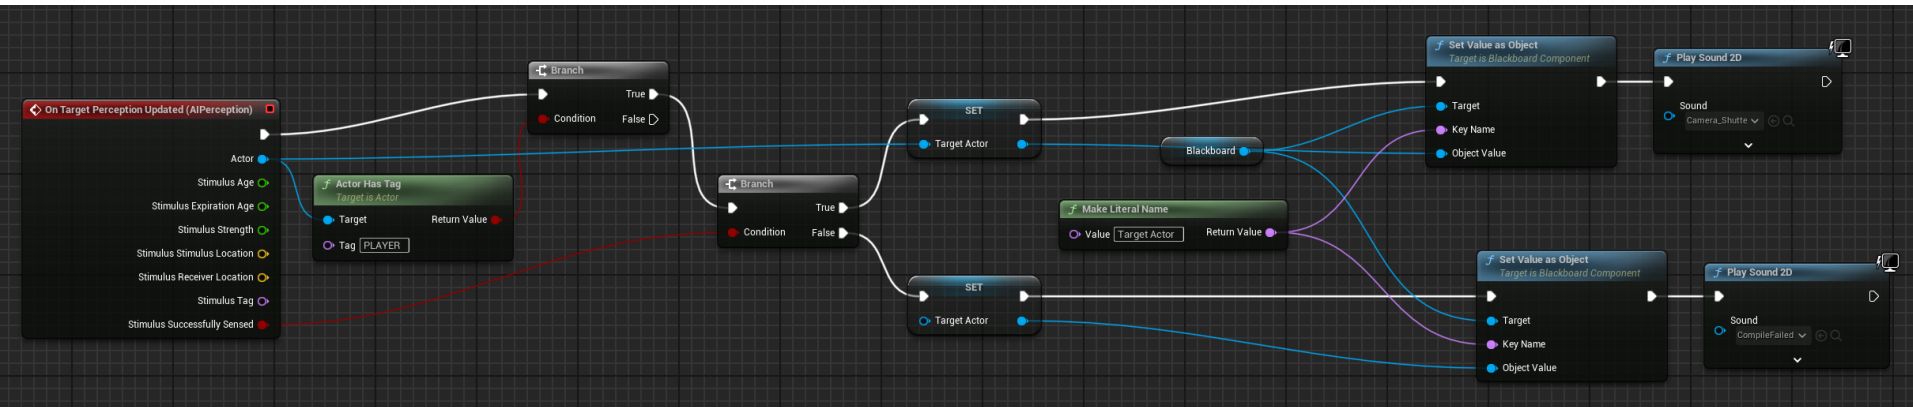 On Target Perception Updated (AIPerception)
Actor
Stimulus Age
Stimulus Expiration Age
Stimulus Strength
Stimulus Stimulus Location
Stimulus Receiver Location
Stimulus Tag
Stimulus Successfully Sensed
Actor Has Tag
Target is Actor
Target
Return Value
Tag
PLAYER
Branch
True
Condition
False
Branch
True
Condition
False
SET
Target Actor
SET
Target Actor
Blackboard
Make Literal Name
Value
Target Actor
Return Value
Set Value as Object
Target is Blackboard Component
Target
Key Name
Object Value
Play Sound 2D
Sound
Camera_Shutte
Set Value as Object
Target is Blackboard Component
Target
Key Name
Object Value
Play Sound 2D
Sound
CompileFailed